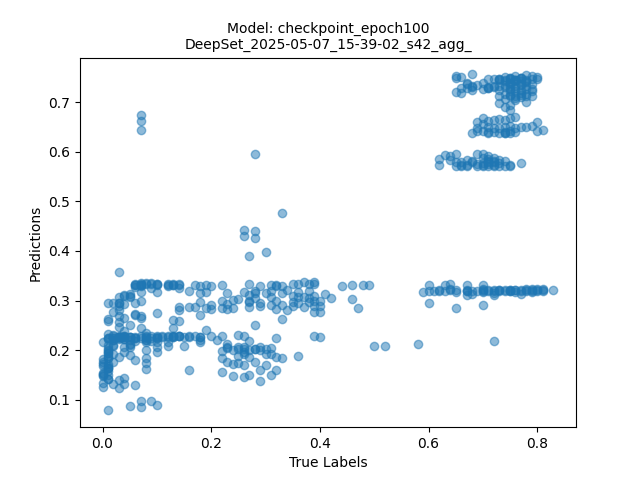 Model: checkpoint_epoch100
DeepSet_2025-05-07_15-39-02_s42_agg_
0.7
0.6
0.5
0.4
0.3
0.2
0.1
Predictions
0.0 0.2 0.4 0.6 0.8
True Labels